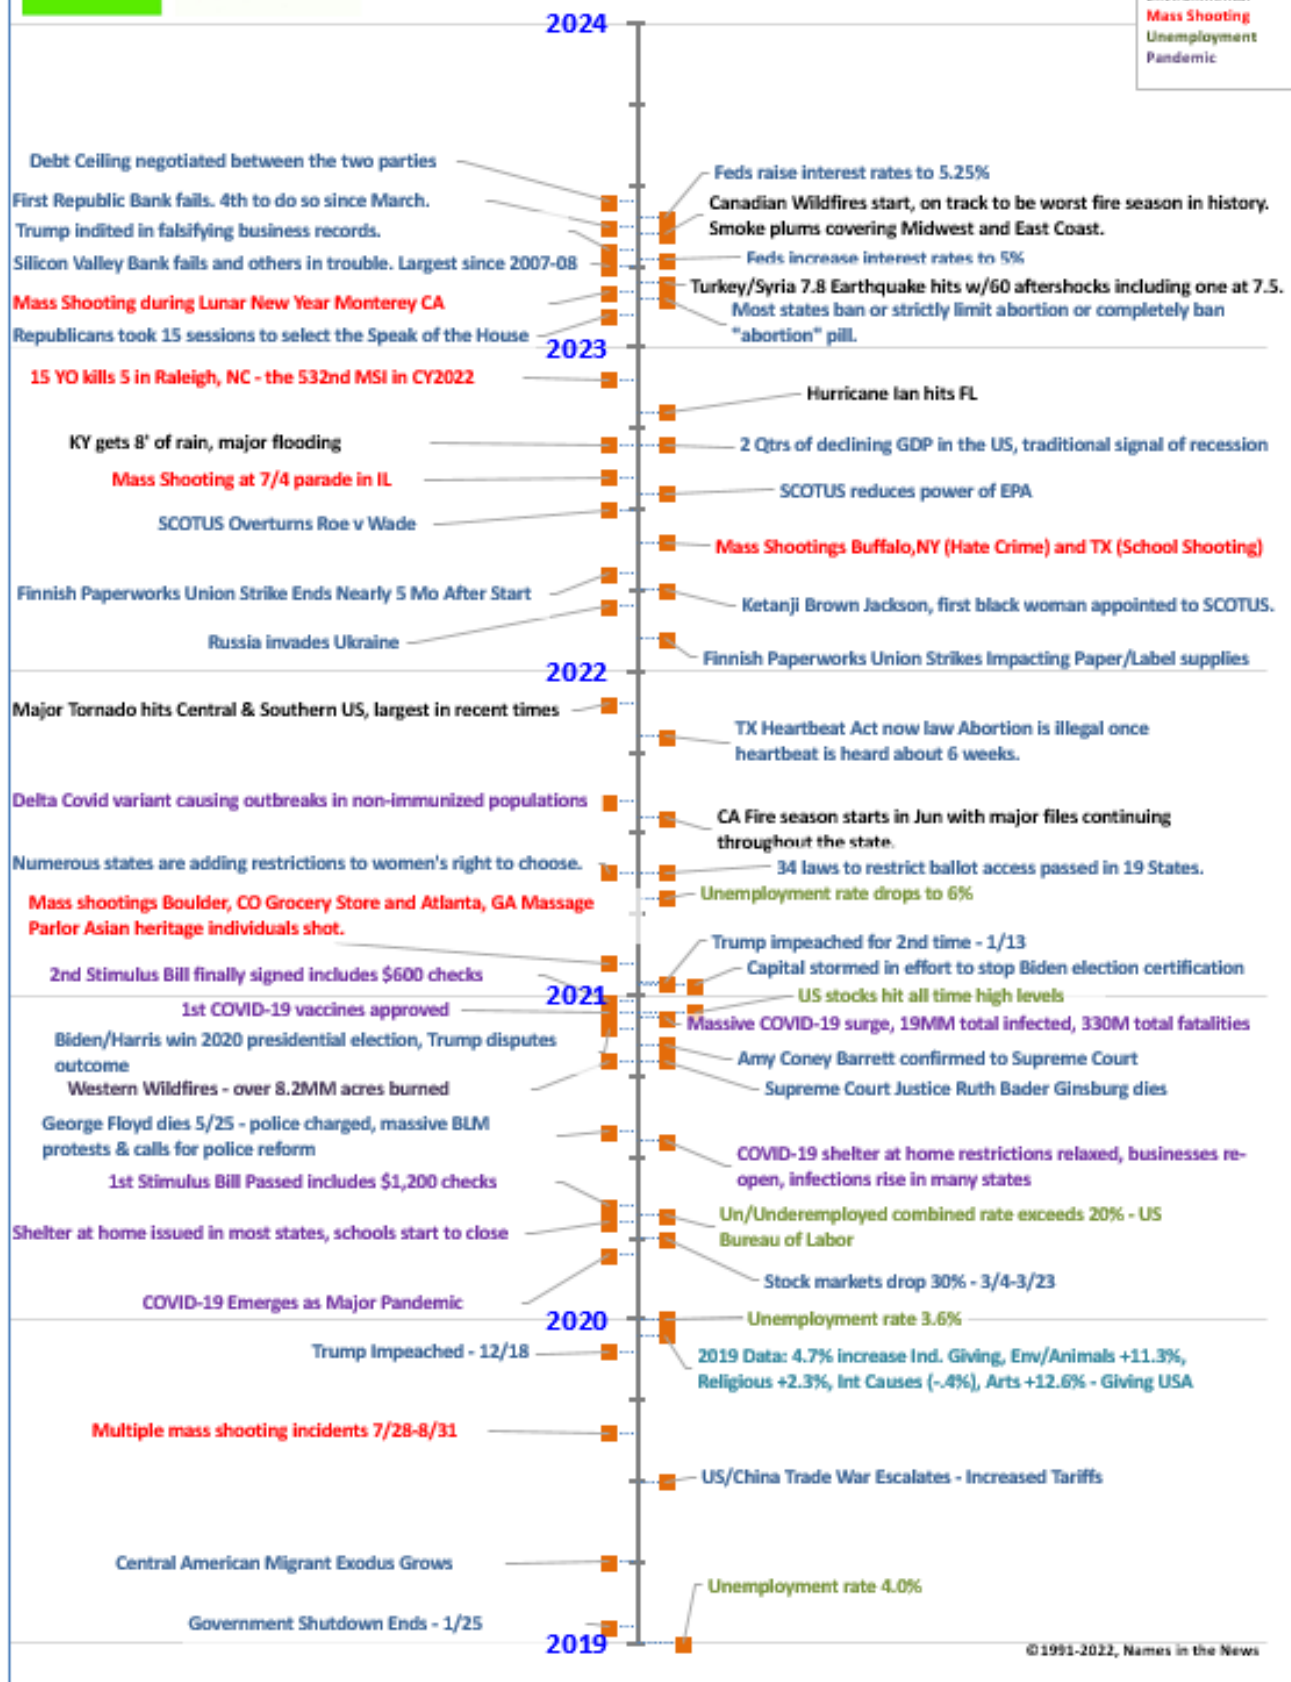 2024
Mass Shooting
Unemployment
Pandemic
Debt Ceiling negotiated between the two parties
Feds raise interest rates to 5.25%
First Republic Bank fails. 4th to do so since March.
Canadian Wildfires start, on track to be worst fire season in history.
Smoke plums covering Midwest and East Coast.
Trump indited in falsifying business records.
Silicon Valley Bank fails and others in trouble. Largest since 2007-08
Feds increase interest rates to 5%
Turkey/Syria 7.8 Earthquake hits w/60 aftershocks including one at 7.5.
Mass Shooting during Lunar New Year Monterey CA
Most states ban or strictly limit abortion or completely ban
"abortion" pill.
Republicans took 15 sessions to select the Speak of the House
2023
15 YO kills 5 in Raleigh, NC - the 532nd MSI in CY2022
Hurricane Ian hits FL
KY gets 8' of rain, major flooding
2 Qtrs of declining GDP in the US, traditional signal of recession
Mass Shooting at 7/4 parade in IL
SCOTUS reduces power of EPA
SCOTUS Overturns Roe v Wade
Mass Shootings Buffalo,NY (Hate Crime) and TX (School Shooting)
Finnish Paperworks Union Strike Ends Nearly 5 Mo After Start
Ketanji Brown Jackson, first black woman appointed to SCOTUS.
Russia invades Ukraine
Finnish Paperworks Union Strikes Impacting Paper/Label supplies
2022
Major Tornado hits Central & Southern US, largest in recent times
TX Heartbeat Act now law Abortion is illegal once
heartbeat is heard about 6 weeks.
Delta Covid variant causing outbreaks in non-immunized populations
CA Fire season starts in Jun with major files continuing
throughout the state.
Numerous states are adding restrictions to women's right to choose.
34 laws to restrict ballot access passed in 19 States.
Unemployment rate drops to 6%
Mass shootings Boulder, CO Grocery Store and Atlanta, GA Massage
Parlor Asian heritage individuals shot.
Trump impeached for 2nd time - 1/13
Capital stormed in effort to stop Biden election certification
2nd Stimulus Bill finally signed includes $600 checks
2021
US stocks hit all time high levels
1st COVID-19 vaccines approved
Massive COVID-19 surge, 19MM total infected, 330M total fatalities
Biden/Harris win 2020 presidential election, Trump disputes
outcome
Amy Coney Barrett confirmed to Supreme Court
Western Wildfires - over 8.2MM acres burned
Supreme Court Justice Ruth Bader Ginsburg dies
George Floyd dies 5/25 - police charged, massive BLM
protests & calls for police reform
COVID-19 shelter at home restrictions relaxed, businesses re-
open, infections rise in many states
1st Stimulus Bill Passed includes $1,200 checks
Un/Underemployed combined rate exceeds 20% - US
Bureau of Labor
Shelter at home issued in most states, schools start to close
Stock markets drop 30% - 3/4-3/23
COVID-19 Emerges as Major Pandemic
2020
Unemployment rate 3.6%
Trump Impeached - 12/18
2019 Data: 4.7% increase Ind. Giving, Env/Animals +11.3%,
Religious +2.3%, Int Causes (-.4%), Arts +12.6% - Giving USA
Multiple mass shooting incidents 7/28-8/31
US/China Trade War Escalates - Increased Tariffs
Central American Migrant Exodus Grows
Unemployment rate 4.0%
Government Shutdown Ends - 1/25
2019
©1991-2022, Names in the News